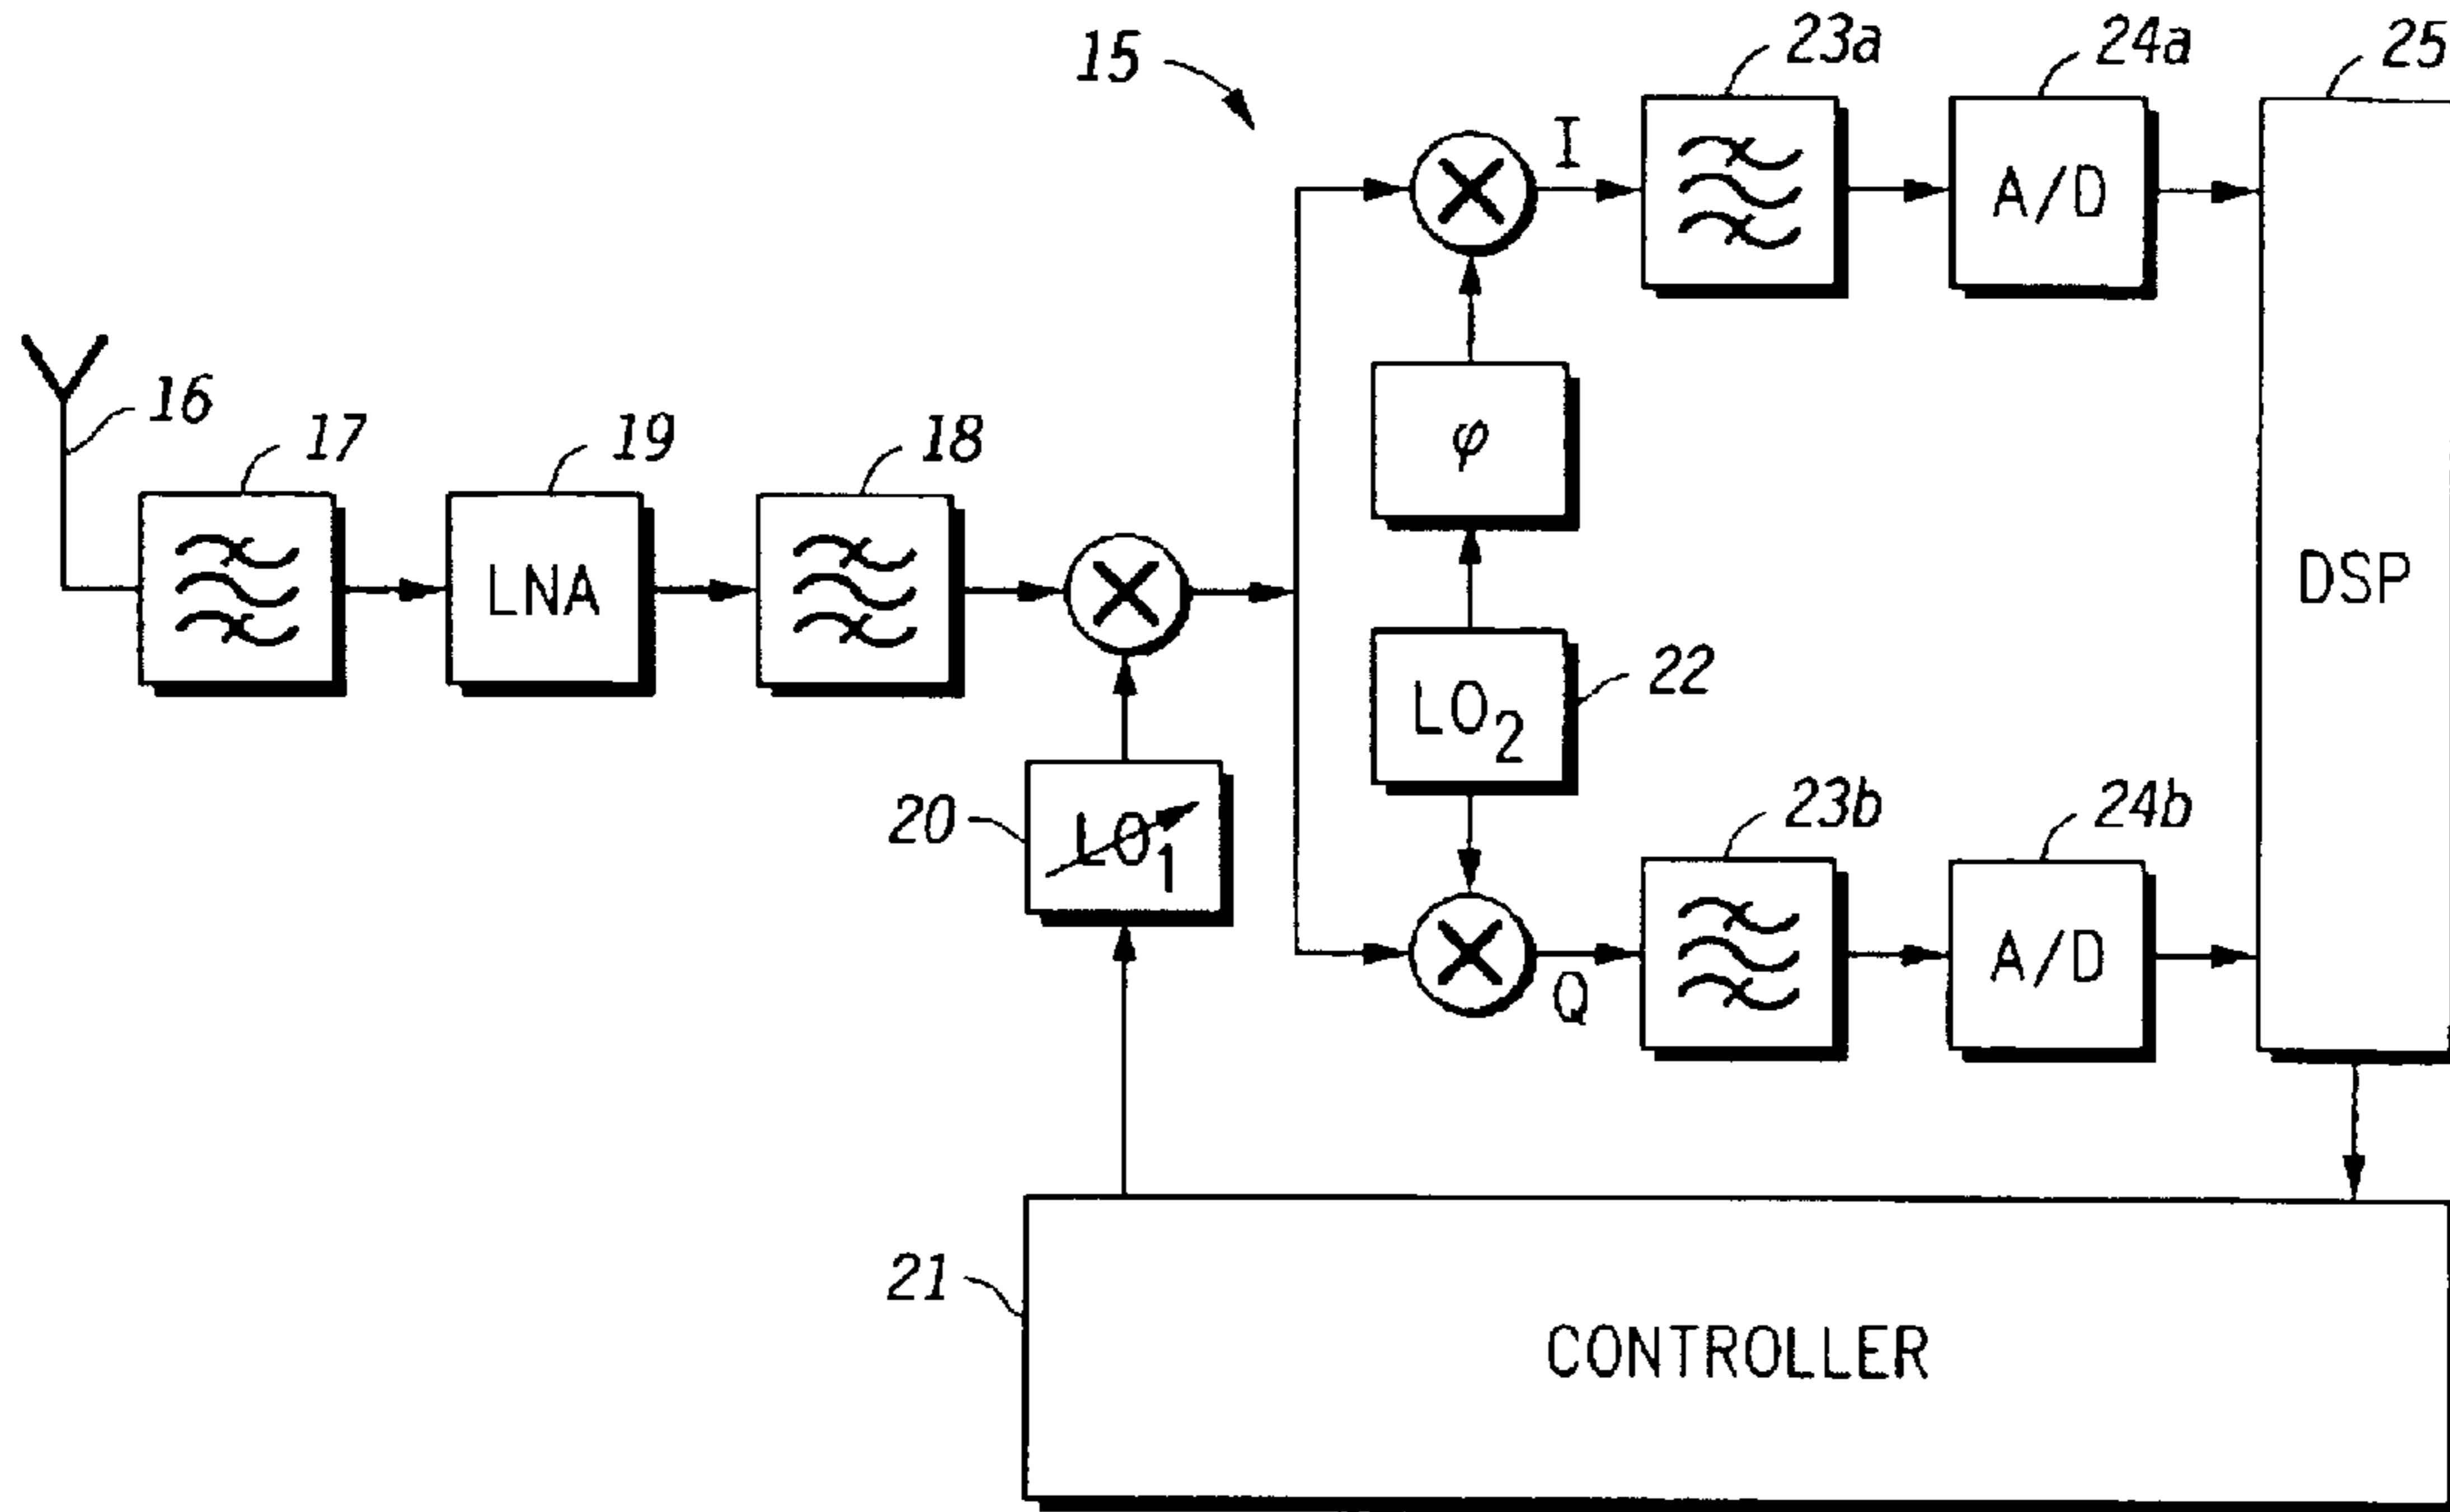 15
23a
24a
25
I
A/D
16
17
19
18
φ
LNA
DSP
LO2
22
20
LO1
23b
24b
A/D
Q
21
CONTROLLER